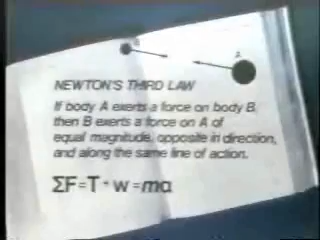 B
A
NEWTON'S THIRD LAW
If body A exerts a force on body B,
then B exerts a force on A of
equal magnitude, opposite in direction,
and along the same line of action.
ΣF=T+w=ma